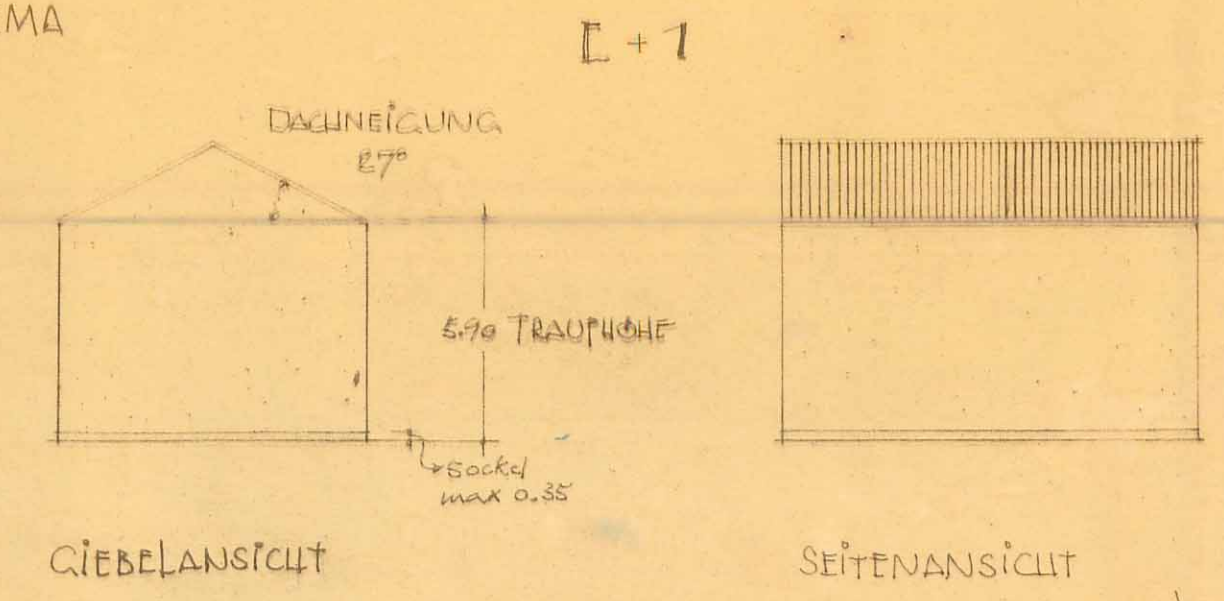 MA
E + 1
DACHNEIGUNG
27°
5.90 TRAUFHÖHE
Sockel
max 0.35
GIEBELANSICHT
SEITENANSICHT